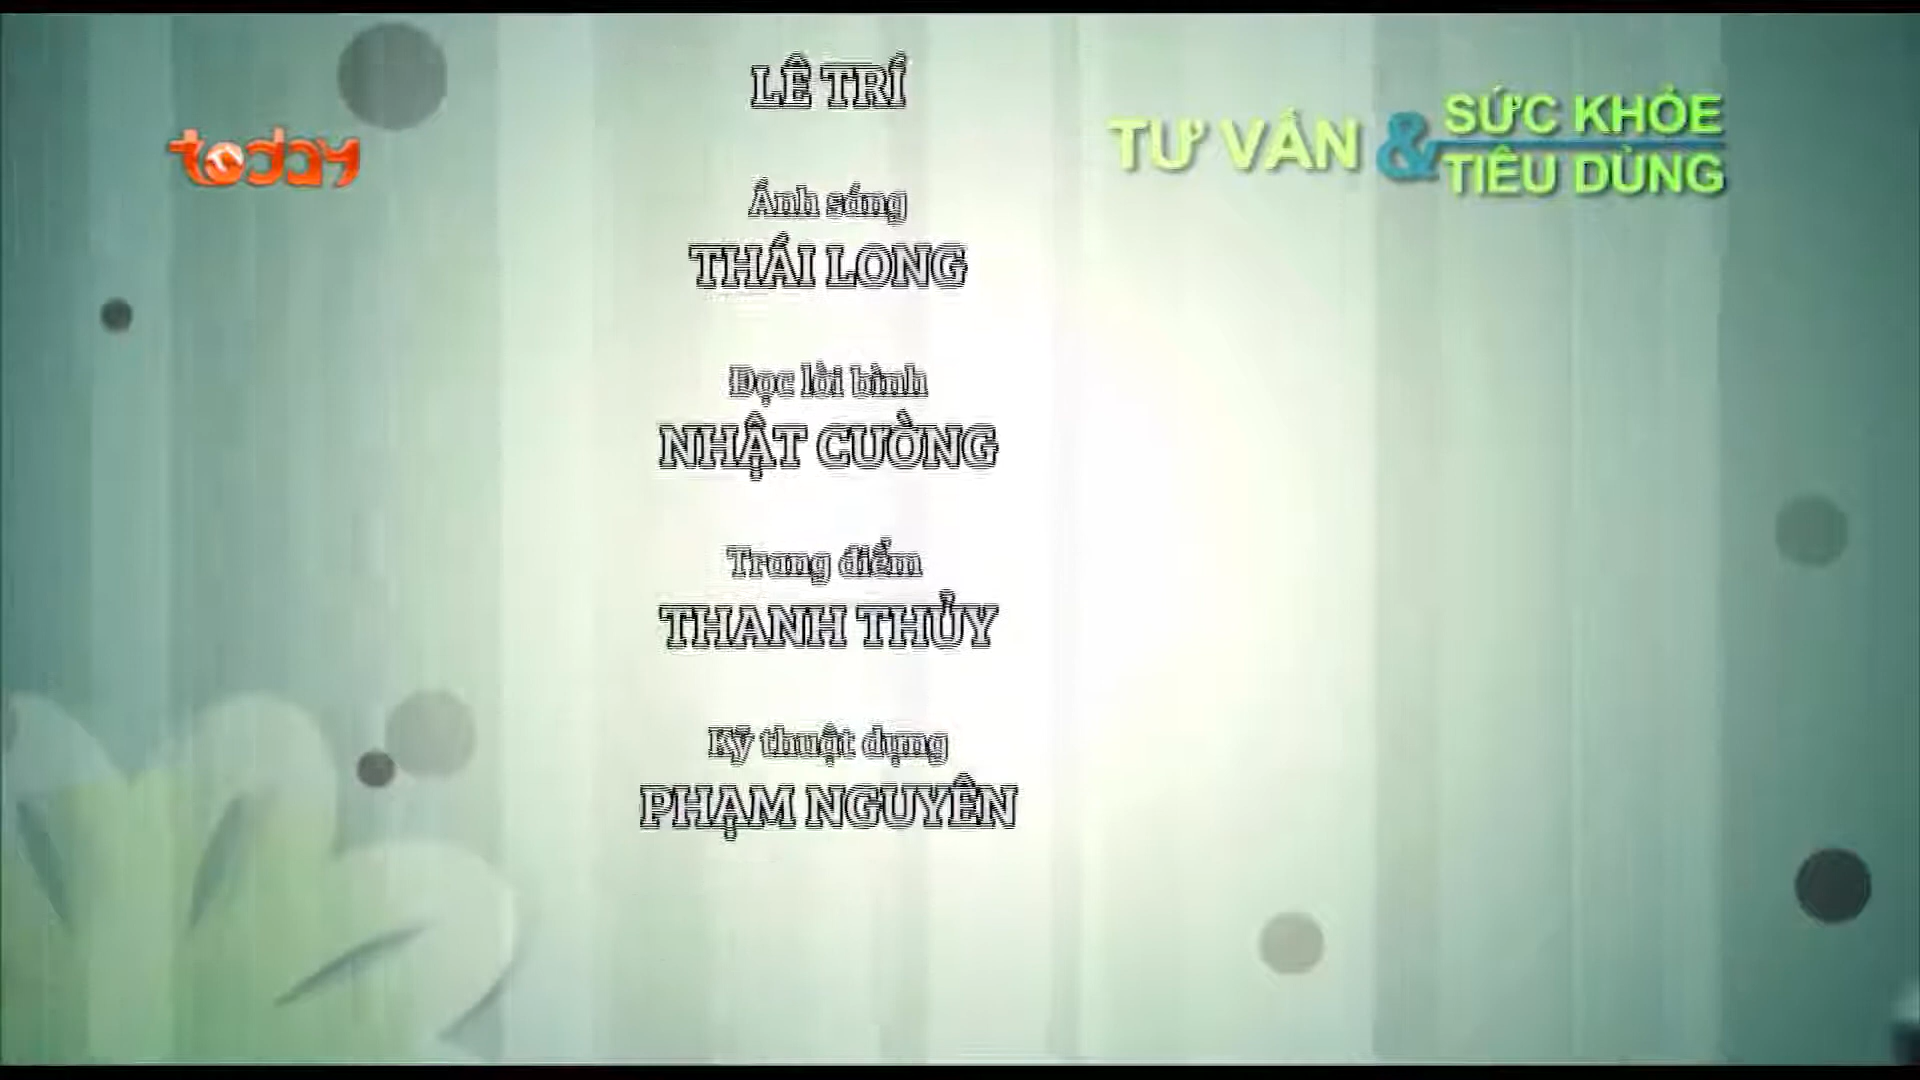 LÊ TRÍ
today
TƯ VẤN & SỨC KHỎE
TIÊU DÙNG
Ánh sáng
THÁI LONG
Đọc lời bình
NHẬT CƯỜNG
Trang điểm
THANH THỦY
Kỹ thuật dựng
PHẠM NGUYÊN